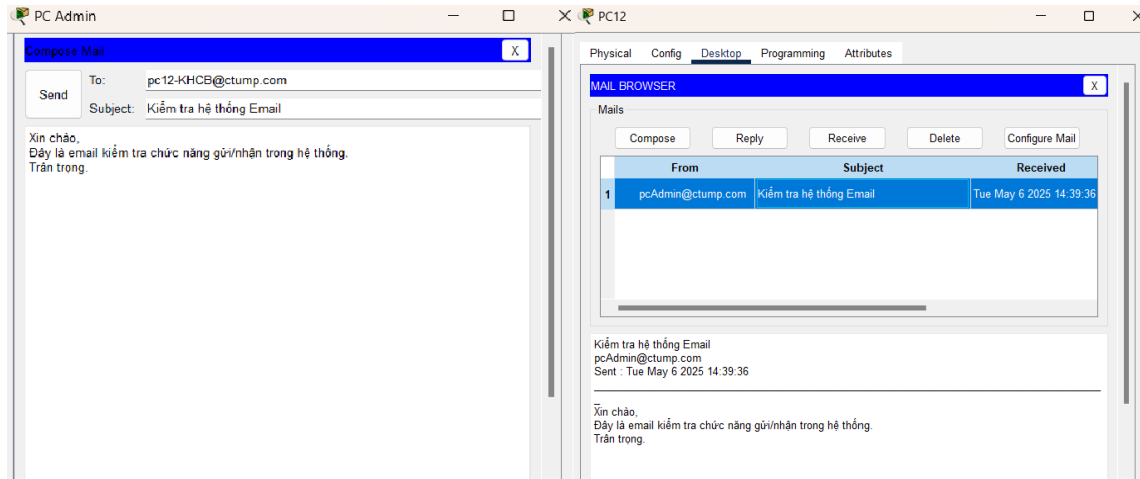 PC Admin
Compose Mail
X
Send
To:
pc12-KHCB@ctump.com
Subject:
Kiểm tra hệ thống Email
Xin chào,
Đây là email kiểm tra chức năng gửi/nhận trong hệ thống.
Trân trọng.
PC12
Physical Config Desktop Programming Attributes
MAIL BROWSER
X
Mails
Compose Reply Receive Delete Configure Mail
From Subject Received
1 pcAdmin@ctump.com Kiểm tra hệ thống Email Tue May 6 2025 14:39:36
Kiểm tra hệ thống Email
pcAdmin@ctump.com
Sent : Tue May 6 2025 14:39:36
Xin chào,
Đây là email kiểm tra chức năng gửi/nhận trong hệ thống.
Trân trọng.